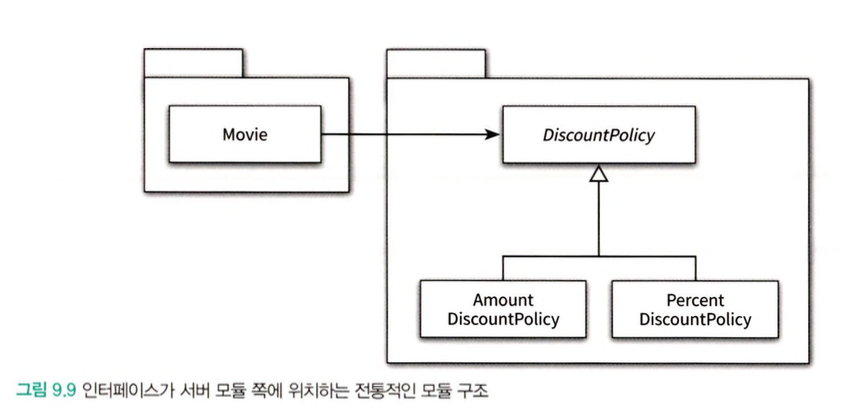 Movie
DiscountPolicy
Amount
DiscountPolicy
Percent
DiscountPolicy
그림 9.9 인터페이스가 서버 모듈 쪽에 위치하는 전통적인 모듈 구조